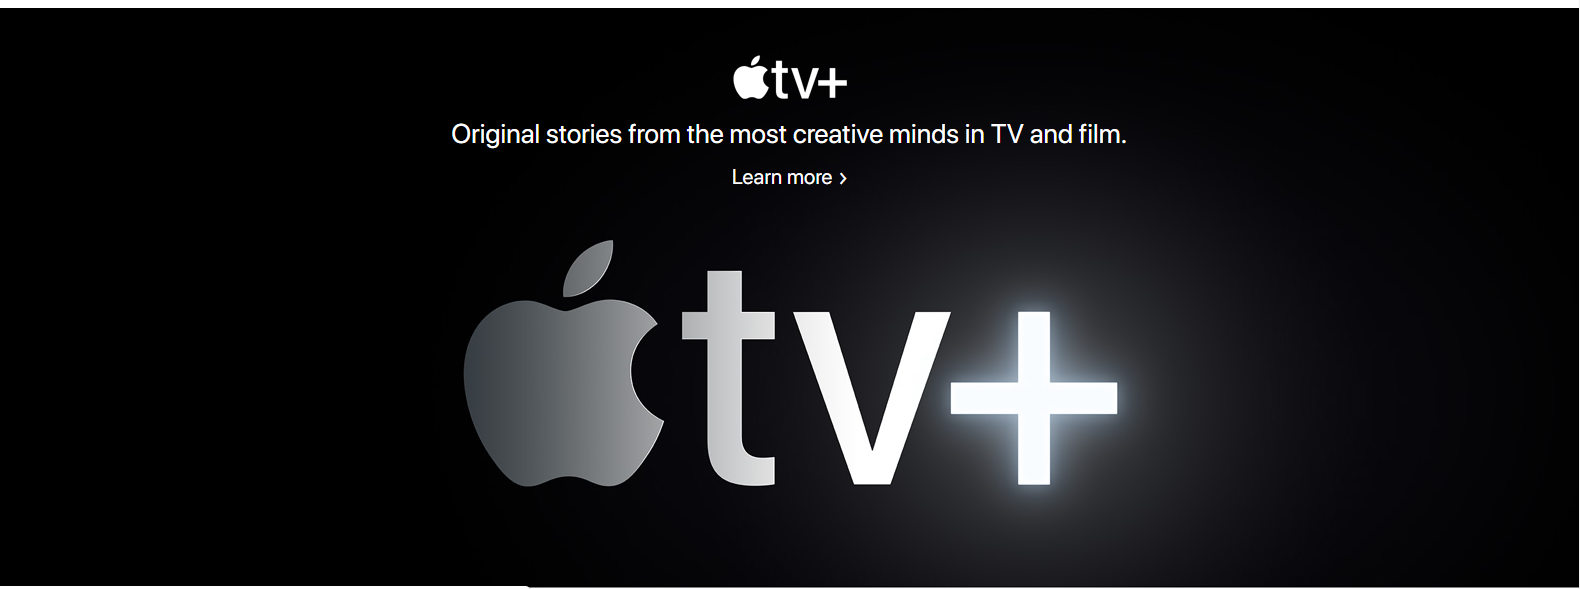 tv+
Original stories from the most creative minds in TV and film.
Learn more >
tv+